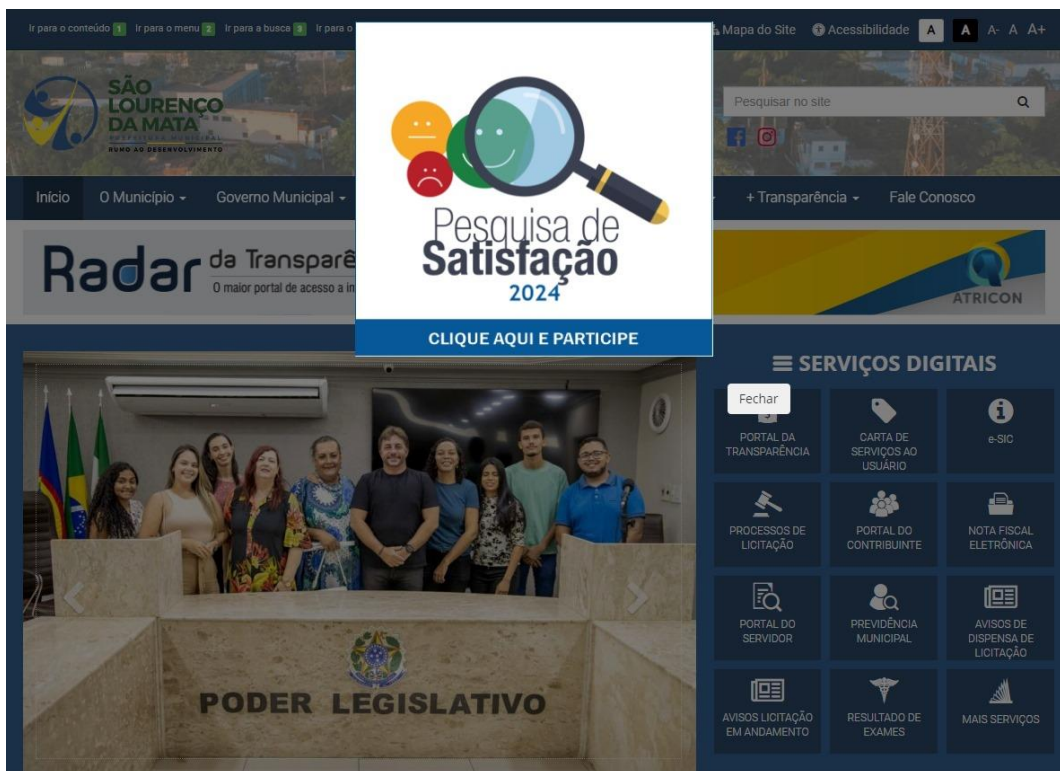 Ir para o conteúdo 1 Ir para o menu 2 Ir para a busca 3 Ir para o
Mapa do Site Acessibilidade A A A- A A+
SÃO
LOURENÇO
DA MATA
PREFEITURA MUNICIPAL
RUMO AO DESENVOLVIMENTO
Pesquisar no site
Início O Município Governo Municipal + Transparência Fale Conosco
Radar da Transparê
O maior portal de acesso a in
ATRICON
Pesquisa de
Satisfação
2024
CLIQUE AQUI E PARTICIPE
SERVIÇOS DIGITAIS
Fechar
PORTAL DA
TRANSPARÊNCIA
CARTA DE
SERVIÇOS AO
USUÁRIO
e-SIC
PROCESSOS DE
LICITAÇÃO
PORTAL DO
CONTRIBUINTE
NOTA FISCAL
ELETRÔNICA
PORTAL DO
SERVIDOR
PREVIDÊNCIA
MUNICIPAL
AVISOS DE
DISPENSA DE
LICITAÇÃO
AVISOS LICITAÇÃO
EM ANDAMENTO
RESULTADO DE
EXAMES
MAIS SERVIÇOS
PODER LEGISLATIVO